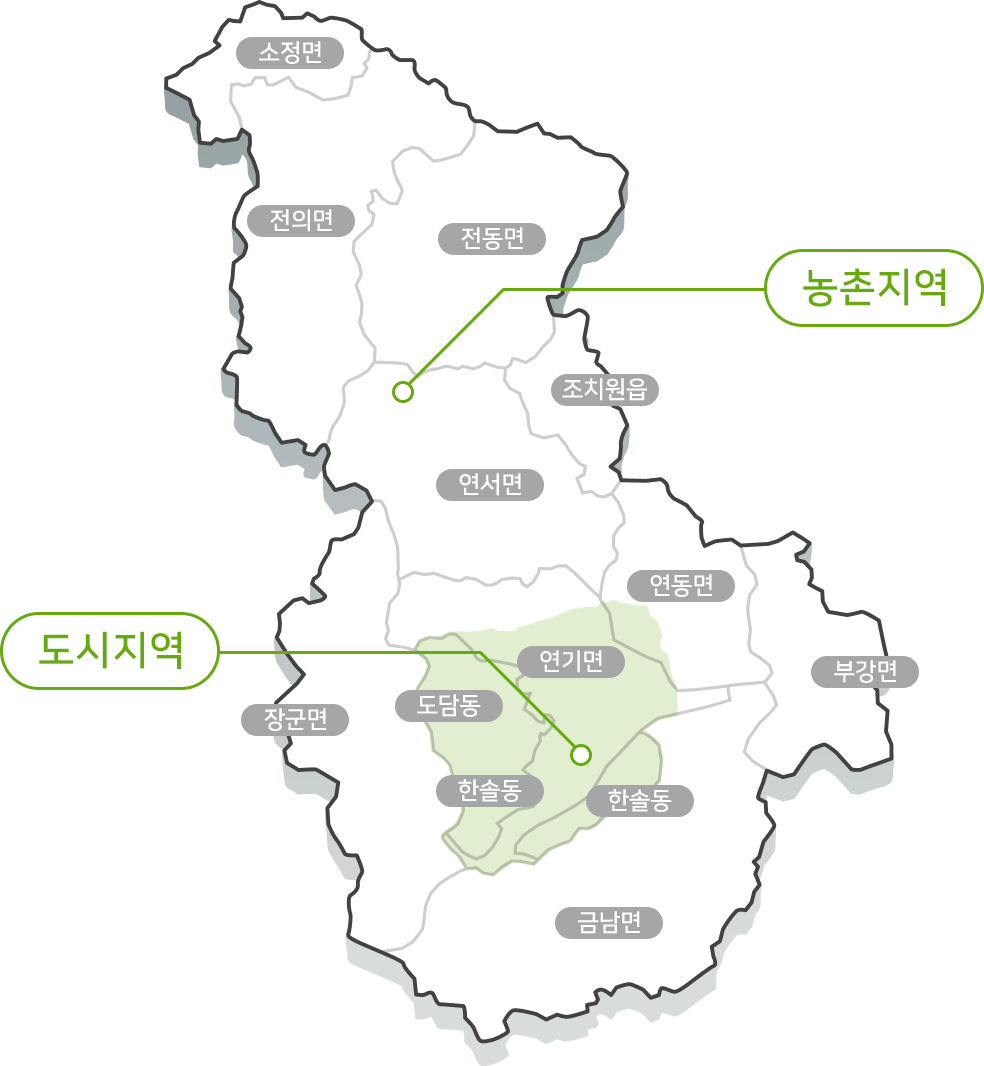 소정면
전의면
전동면
농촌지역
조치원읍
연서면
연동면
도시지역
연기면
부강면
도담동
장군면
한솔동
한솔동
금남면